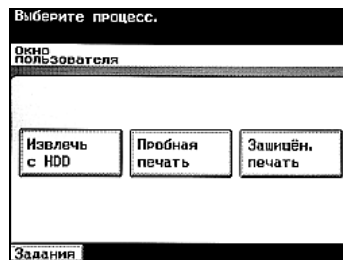 Выберите процесс.
Окно
пользователя
Извлечь
с HDD
Пробная
печать
Защищён.
печать
Задания